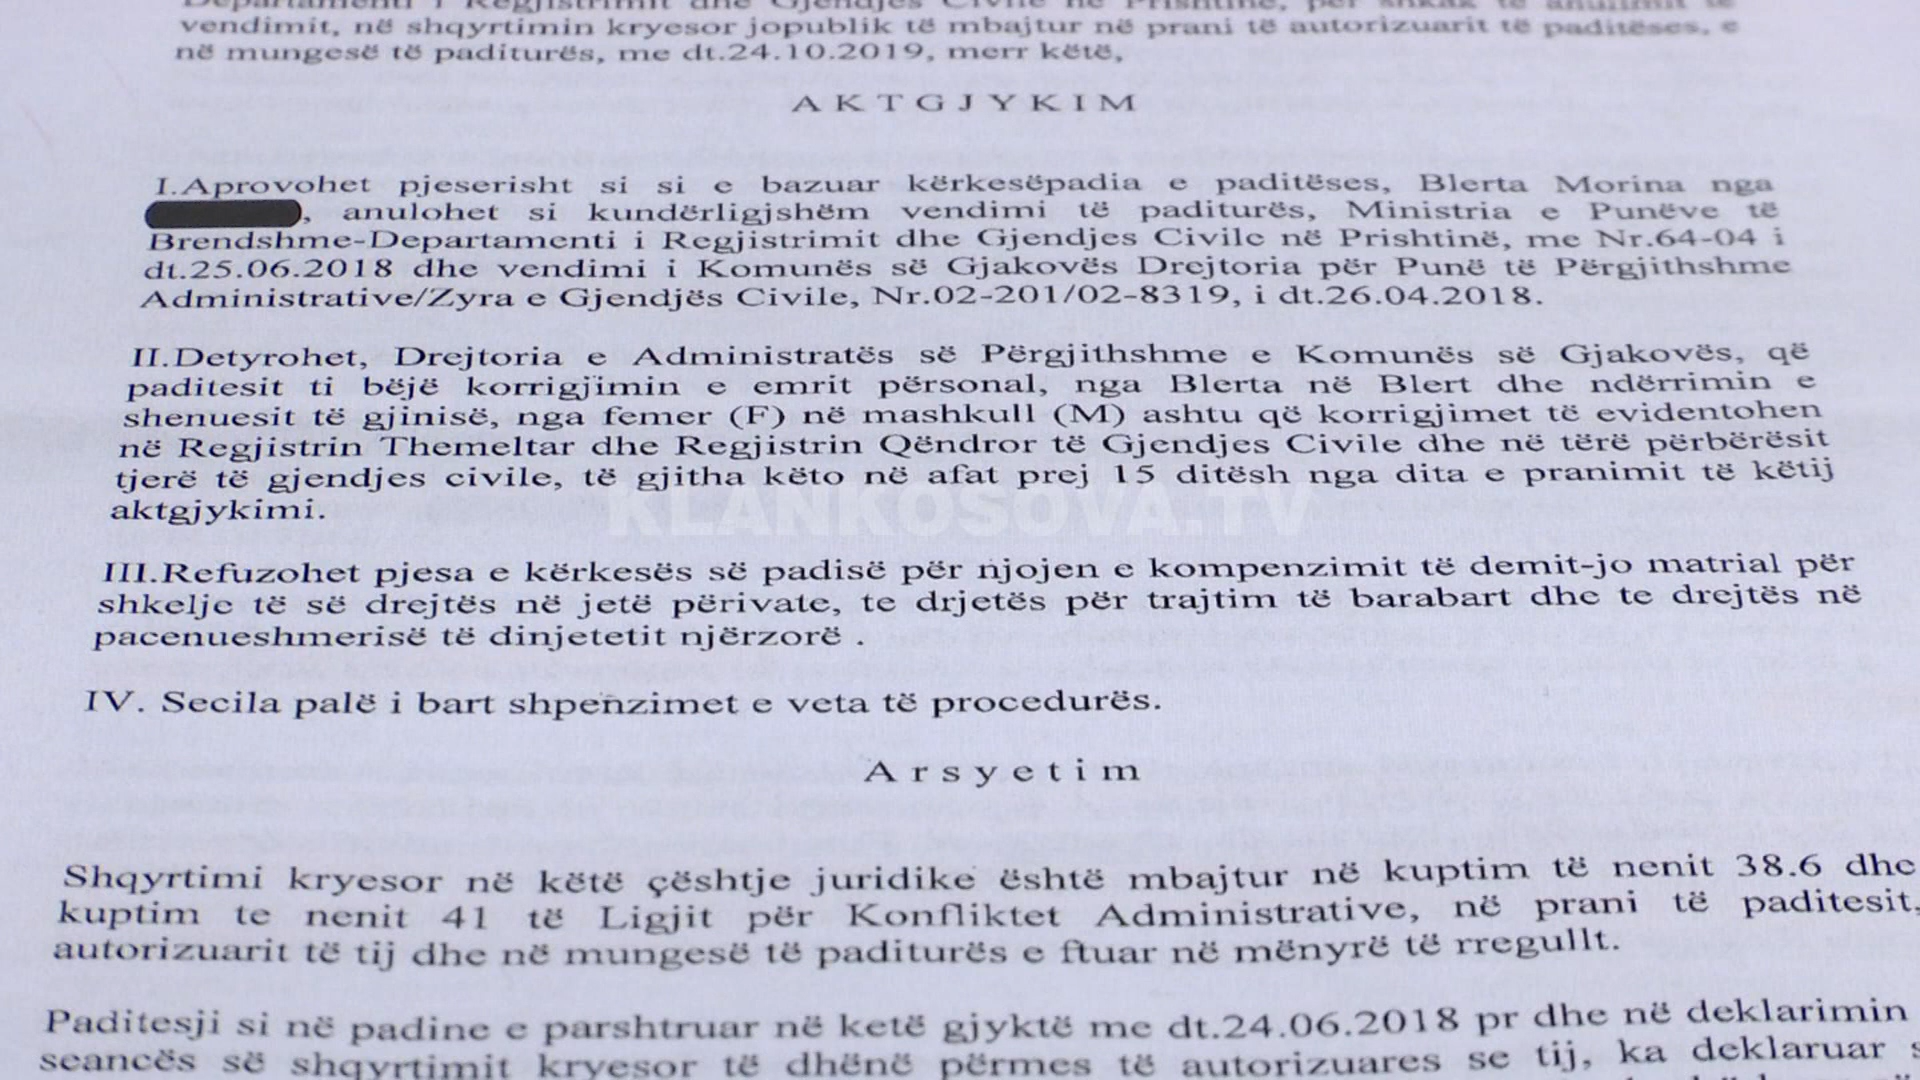 Departamenti i Regjistrimit dhe Gjendjes Civile në Prishtinë, për shkak të anulimit të
vendimit, në shqyrtimin kryesor jopublik të mbajtur në prani të autorizuarit të paditëses, e
në mungesë të paditurës, me dt.24.10.2019, merr këtë,
A K T G J Y K I M
I.Aprovohet pjeserisht si si e bazuar kërkesëpadia e paditëses, Blerta Morina nga
, anulohet si kundërligjshëm vendimi të paditurës, Ministria e Punëve të
Brendshme-Departamenti i Regjistrimit dhe Gjendjes Civile në Prishtinë, me Nr.64-04 i
dt.25.06.2018 dhe vendimi i Komunës së Gjakovës Drejtoria për Punë të Përgjithshme
Administrative/Zyra e Gjendjës Civile, Nr.02-201/02-8319, i dt.26.04.2018.
II.Detyrohet, Drejtoria e Administratës së Përgjithshme e Komunës së Gjakovës, që
paditesit ti bëjë korrigjimin e emrit përsonal, nga Blerta në Blert dhe ndërrimin e
shenuesit të gjinisë, nga femer (F) në mashkull (M) ashtu që korrigjimet të evidentohen
në Regjistrin Themeltar dhe Regjistrin Qëndror të Gjendjes Civile dhe në tërë përbërësit
tjerë të gjendjes civile, të gjitha këto në afat prej 15 ditësh nga dita e pranimit të këtij
aktgjykimi.
KLANKOSOVA.TV
III.Refuzohet pjesa e kërkesës së padisë për njojen e kompenzimit të demit-jo matrial për
shkelje të së drejtës në jetë përivate, te drjetës për trajtim të barabart dhe te drejtës në
pacenueshmerisë të dinjetetit njërzorë .
IV. Secila palë i bart shpenzimet e veta të procedurës.
A r s y e t i m
Shqyrtimi kryesor në këtë çështje juridike është mbajtur në kuptim të nenit 38.6 dhe
kuptim te nenit 41 të Ligjit për Konfliktet Administrative, në prani të paditesit,
autorizuarit të tij dhe në mungesë të paditurës e ftuar në mënyrë të rregullt.
Paditesji si në padine e parshtruar në ketë gjyktë me dt.24.06.2018 pr dhe në deklarimin
seancës së shqyrtimit kryesor të dhënë përmes të autorizuares se tij, ka deklaruar